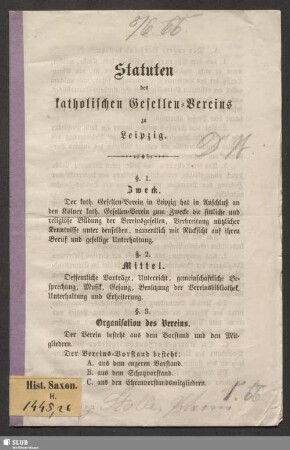 5/6 66
Statuten
des
katholischen Gesellen-Vereins
zu
Leipzig.
§. 1.
Zweck.
Der kath. Gesellen-Verein in Leipzig hat im Anschluß an
den Kölner kath. Gesellen-Verein zum Zwecke die sittliche und
religiöse Bildung der Vereinsgesellen, Verbreitung nützlicher
Kenntnisse unter denselben, namentlich mit Rücksicht auf ihren
Beruf und gesellige Unterhaltung.
§. 2.
Mittel.
Oeffentliche Vorträge, Unterricht, gemeinschaftliche Be-
sprechung, Musik, Gesang, Benützung der Vereinsbibliothek,
Unterhaltung und Erheiterung.
§. 3.
Organisation des Vereins.
Der Verein besteht aus dem Vorstand und den Mit-
gliedern.
Der Vereins-Vorstand besteht:
A. aus dem engeren Vorstand.
B. aus dem Schutzvorstand.
C. aus den Ehrenvorstandsmitgliedern.
Hist. Saxon.
H.
1445,26